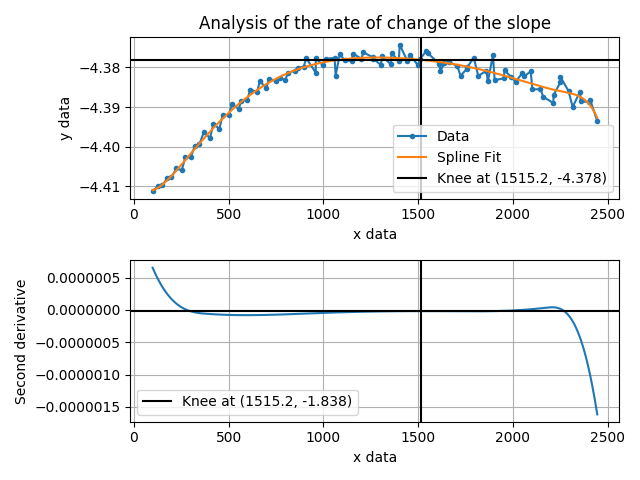 Analysis of the rate of change of the slope
y data
−4.38
−4.39
−4.40
−4.41
Data
Spline Fit
Knee at (1515.2, -4.378)
0 500 1000 1500 2000 2500
x data
Second derivative
0.0000005
0.0000000
−0.0000005
−0.0000010
−0.0000015
Knee at (1515.2, -1.838)
0 500 1000 1500 2000 2500
x data